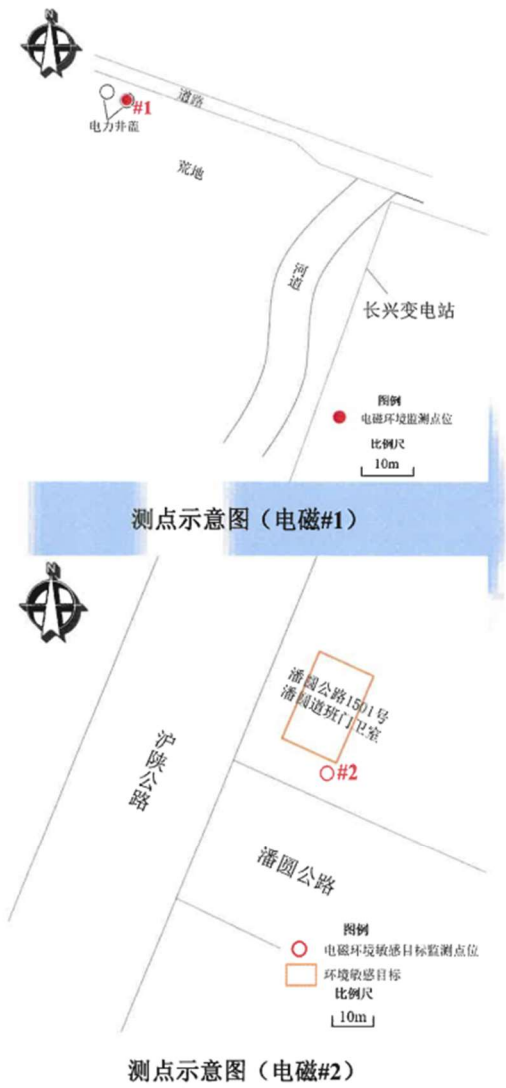 N
#1
道路
电力井盖
荒地
河道
长兴变电站
图例
电磁环境监测点位
比例尺
10m
测点示意图（电磁#1）
N
潘圆公路1501号
潘圆道班门卫室
#2
沪陕公路
潘圆公路
图例
电磁环境敏感目标监测点位
环境敏感目标
比例尺
10m
测点示意图（电磁#2）